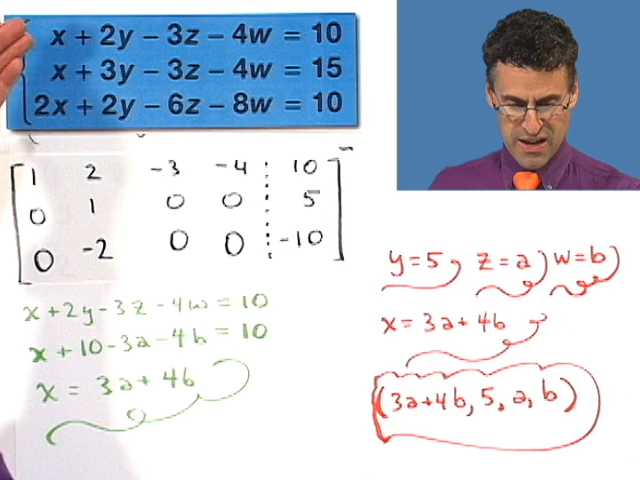 x + 2y − 3z − 4w = 10
x + 3y − 3z − 4w = 15
2x + 2y − 6z − 8w = 10
1 2 -3 -4 10
0 1 0 0 5
0 -2 0 0 -10
x+2y-3z-4w=10
x+10-3a-4b=10
x = 3a+4b
y=5, z=a, w=b
x=3a+4b
(3a+4b, 5, a, b)